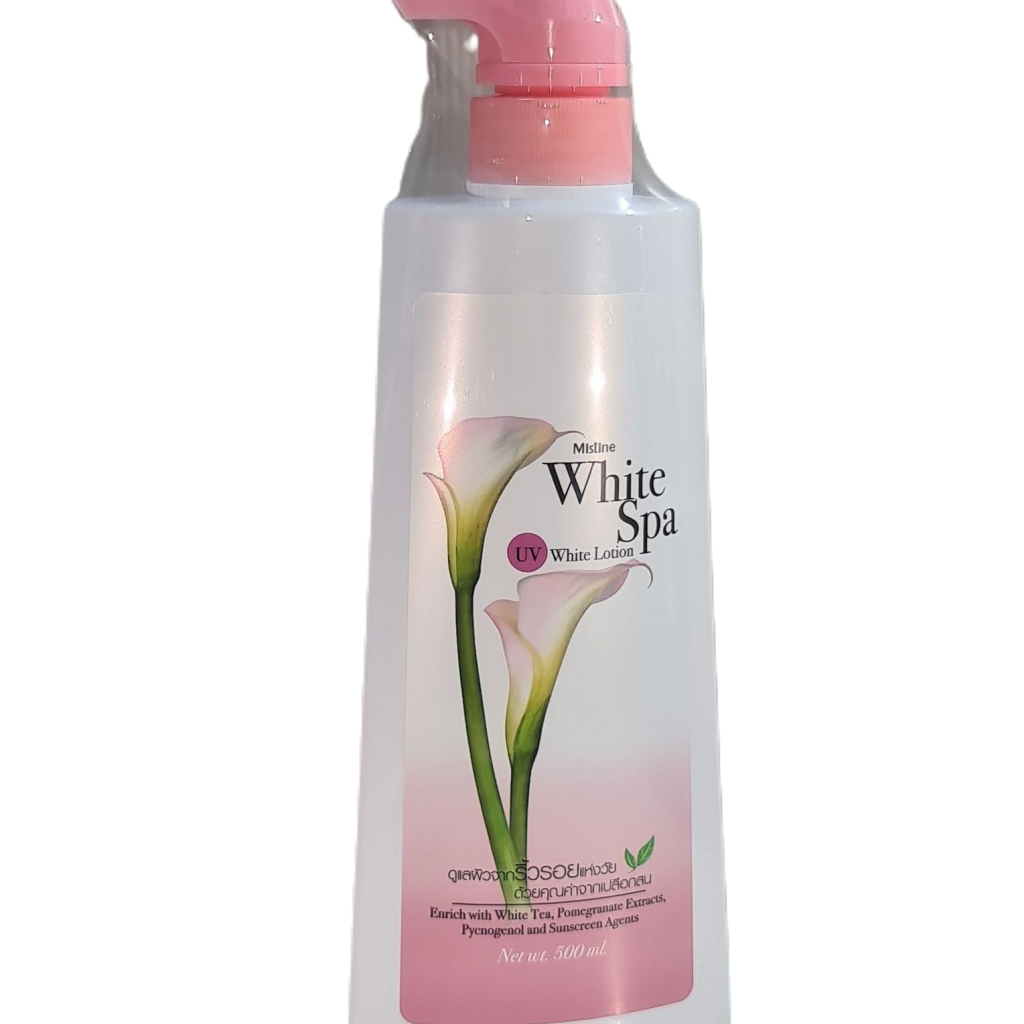 Mistine
White
Spa
UV White Lotion
ดูแลผิวจากริ้วรอยแห่งวัย
ด้วยคุณค่าจากเปลือกสน
Enrich with White Tea, Pomegranate Extracts,
Pycnogenol and Sunscreen Agents
Net wt. 500 ml.